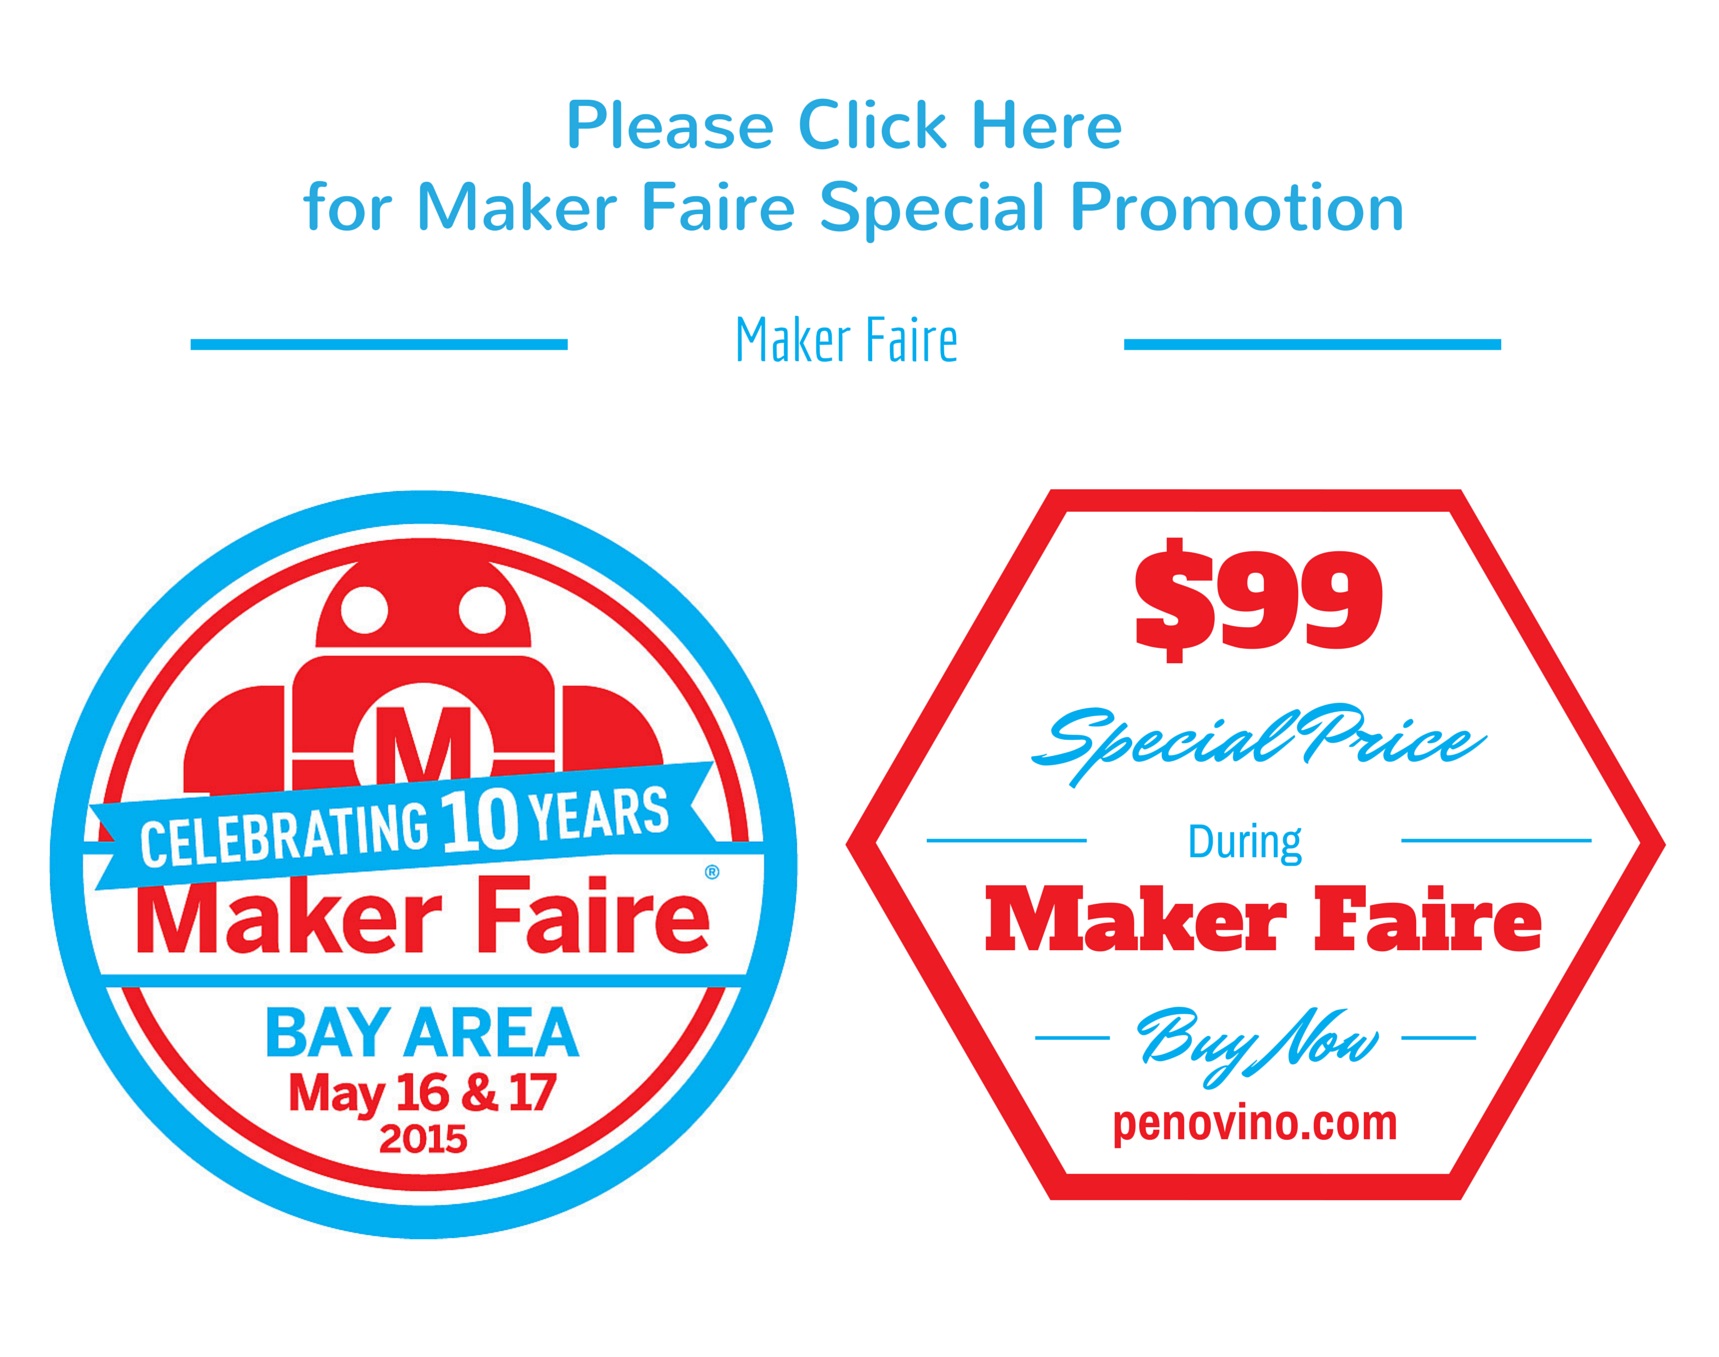 Please Click Here
for Maker Faire Special Promotion
Maker Faire
M
CELEBRATING 10 YEARS
Maker Faire®
BAY AREA
May 16 & 17
2015
$99
Special Price
During
Maker Faire
Buy Now
penovino.com